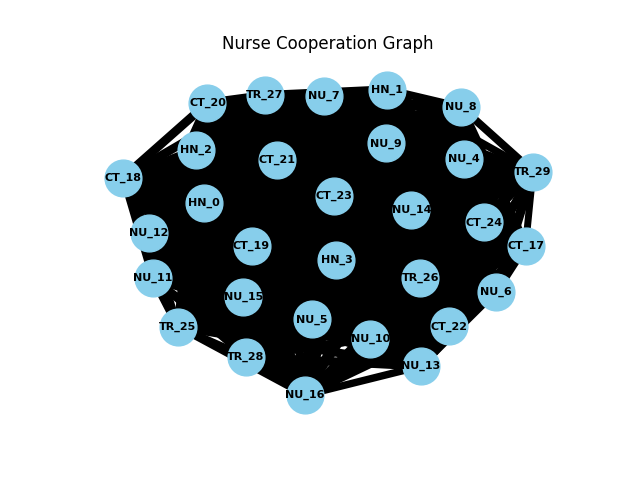 Nurse Cooperation Graph
HN_1
TR_27
NU_7
CT_20
NU_8
NU_9
HN_2
CT_21
NU_4
TR_29
CT_18
CT_23
HN_0
NU_14
CT_24
NU_12
CT_19
CT_17
HN_3
NU_11
TR_26
NU_6
NU_15
NU_5
TR_25
CT_22
NU_10
TR_28
NU_13
NU_16